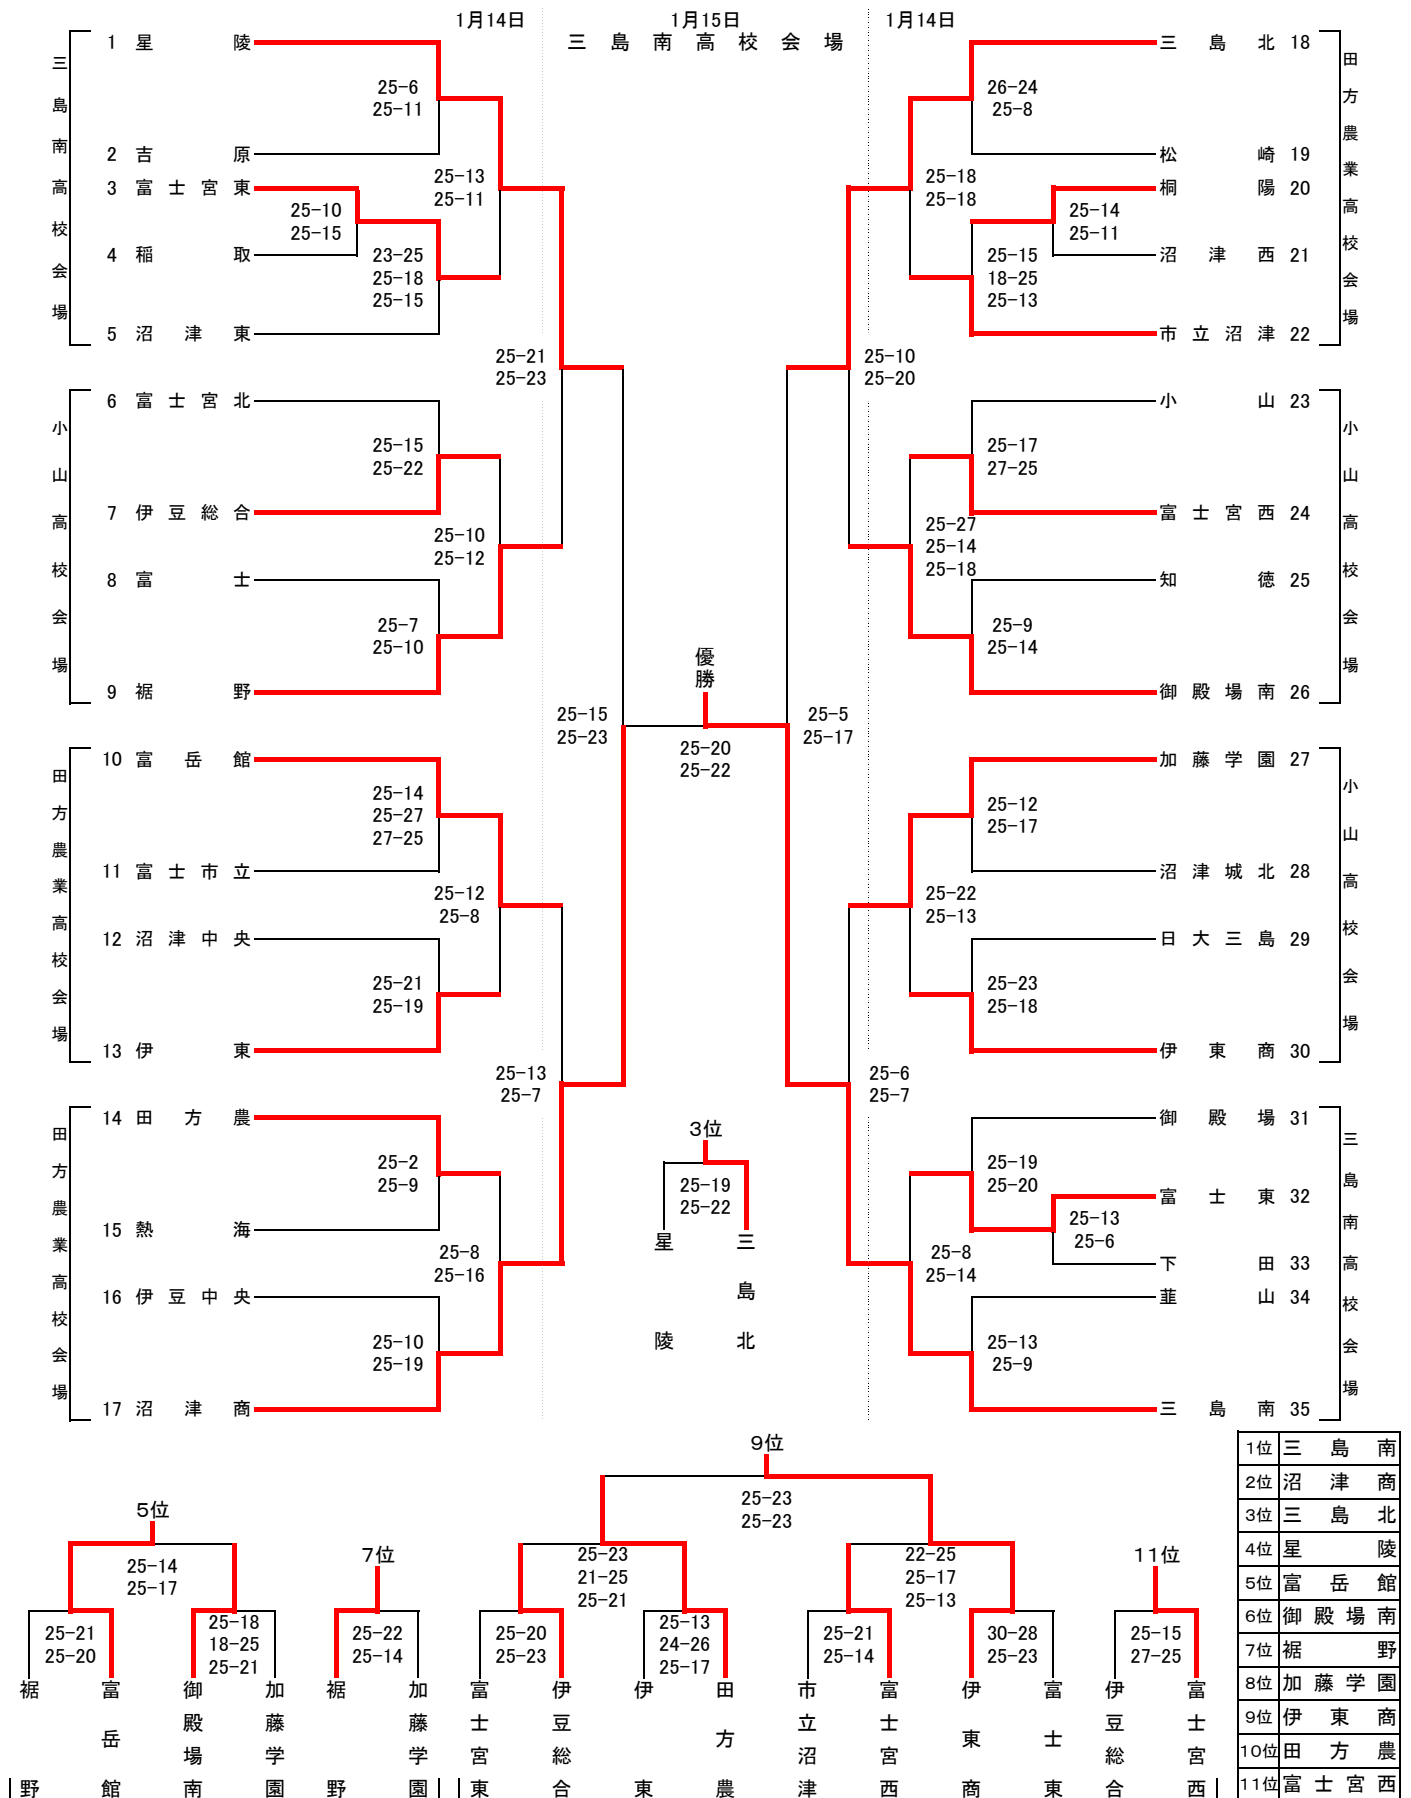 1月14日 1月15日 1月14日
三島南高校会場
三島南高校会場
1 星陵
25-6
25-11
2 吉原
25-13
25-11
3 富士宮東
25-10
25-15
4 稲取
23-25
25-18
25-15
5 沼津東
25-21
25-23
小山高校会場
6 富士宮北
25-15
25-22
7 伊豆総合
25-10
25-12
8 富士
25-7
25-10
9 裾野
25-15
25-23
田方農業高校会場
10 富岳館
25-14
25-27
27-25
11 富士市立
25-12
25-8
12 沼津中央
25-21
25-19
13 伊東
25-13
25-7
田方農業高校会場
14 田方農
25-2
25-9
15 熱海
25-8
25-16
16 伊豆中央
25-10
25-19
17 沼津商
優勝
25-20
25-22
3位
25-19
25-22
星陵
三島北
田方農業高校会場
三島北 18
26-24
25-8
松崎 19
25-18
25-18
桐陽 20
25-14
25-11
沼津西 21
25-15
18-25
25-13
市立沼津 22
25-10
25-20
小山高校会場
小山 23
25-17
27-25
富士宮西 24
25-27
25-14
25-18
知徳 25
25-9
25-14
御殿場南 26
25-5
25-17
小山高校会場
加藤学園 27
25-12
25-17
沼津城北 28
25-22
25-13
日大三島 29
25-23
25-18
伊東商 30
25-6
25-7
三島南高校会場
御殿場 31
25-19
25-20
富士東 32
25-13
25-6
下田 33
25-8
25-14
韮山 34
25-13
25-9
三島南 35
5位
25-14
25-17
25-21
25-20
25-18
18-25
25-21
裾野
富岳館
御殿場南
加藤学園
7位
25-22
25-14
裾野
加藤学園
9位
25-23
25-23
25-23
21-25
25-21
22-25
25-17
25-13
25-20
25-23
25-13
24-26
25-17
25-21
25-14
30-28
25-23
富士宮東
伊豆総合
伊東
田方農
市立沼津
富士宮西
伊東商
富士東
11位
25-15
27-25
伊豆総合
富士宮西
1位 三島南
2位 沼津商
3位 三島北
4位 星陵
5位 富岳館
6位 御殿場南
7位 裾野
8位 加藤学園
9位 伊東商
10位 田方農
11位 富士宮西